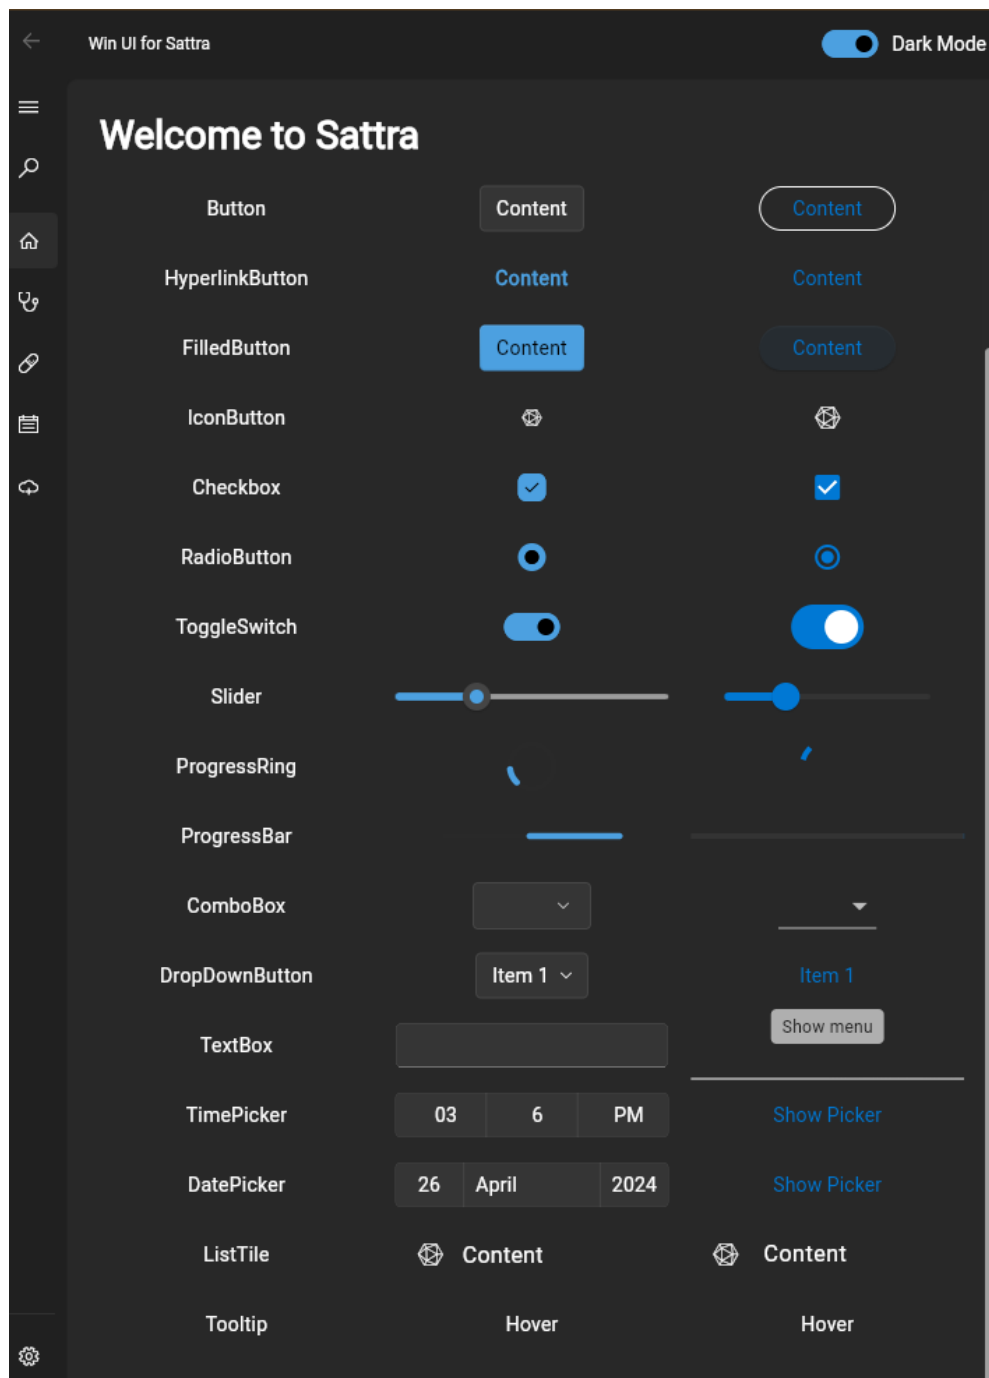 Win UI for Sattra Dark Mode
Welcome to Sattra
Button Content Content
HyperlinkButton Content Content
FilledButton Content Content
IconButton
Checkbox
RadioButton
ToggleSwitch
Slider
ProgressRing
ProgressBar
ComboBox
DropDownButton Item 1 Item 1
Show menu
TextBox
TimePicker 03 6 PM Show Picker
DatePicker 26 April 2024 Show Picker
ListTile Content Content
Tooltip Hover Hover